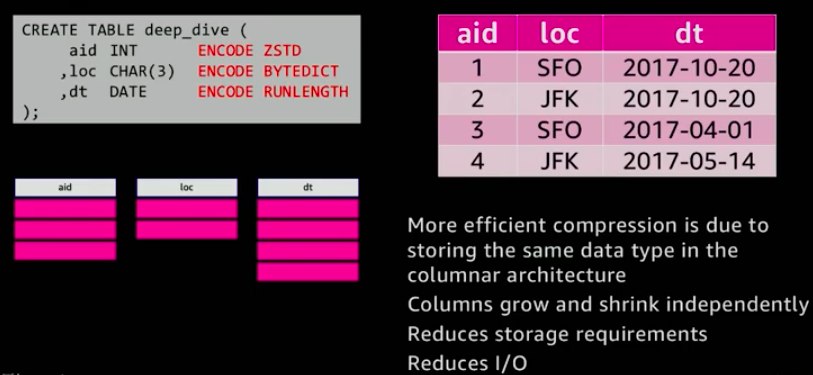 CREATE TABLE deep_dive (
aid INT ENCODE ZSTD
,loc CHAR(3) ENCODE BYTEDICT
,dt DATE ENCODE RUNLENGTH
);
aid loc dt
1 SFO 2017-10-20
2 JFK 2017-10-20
3 SFO 2017-04-01
4 JFK 2017-05-14
aid loc dt
More efficient compression is due to
storing the same data type in the
columnar architecture
Columns grow and shrink independently
Reduces storage requirements
Reduces I/O